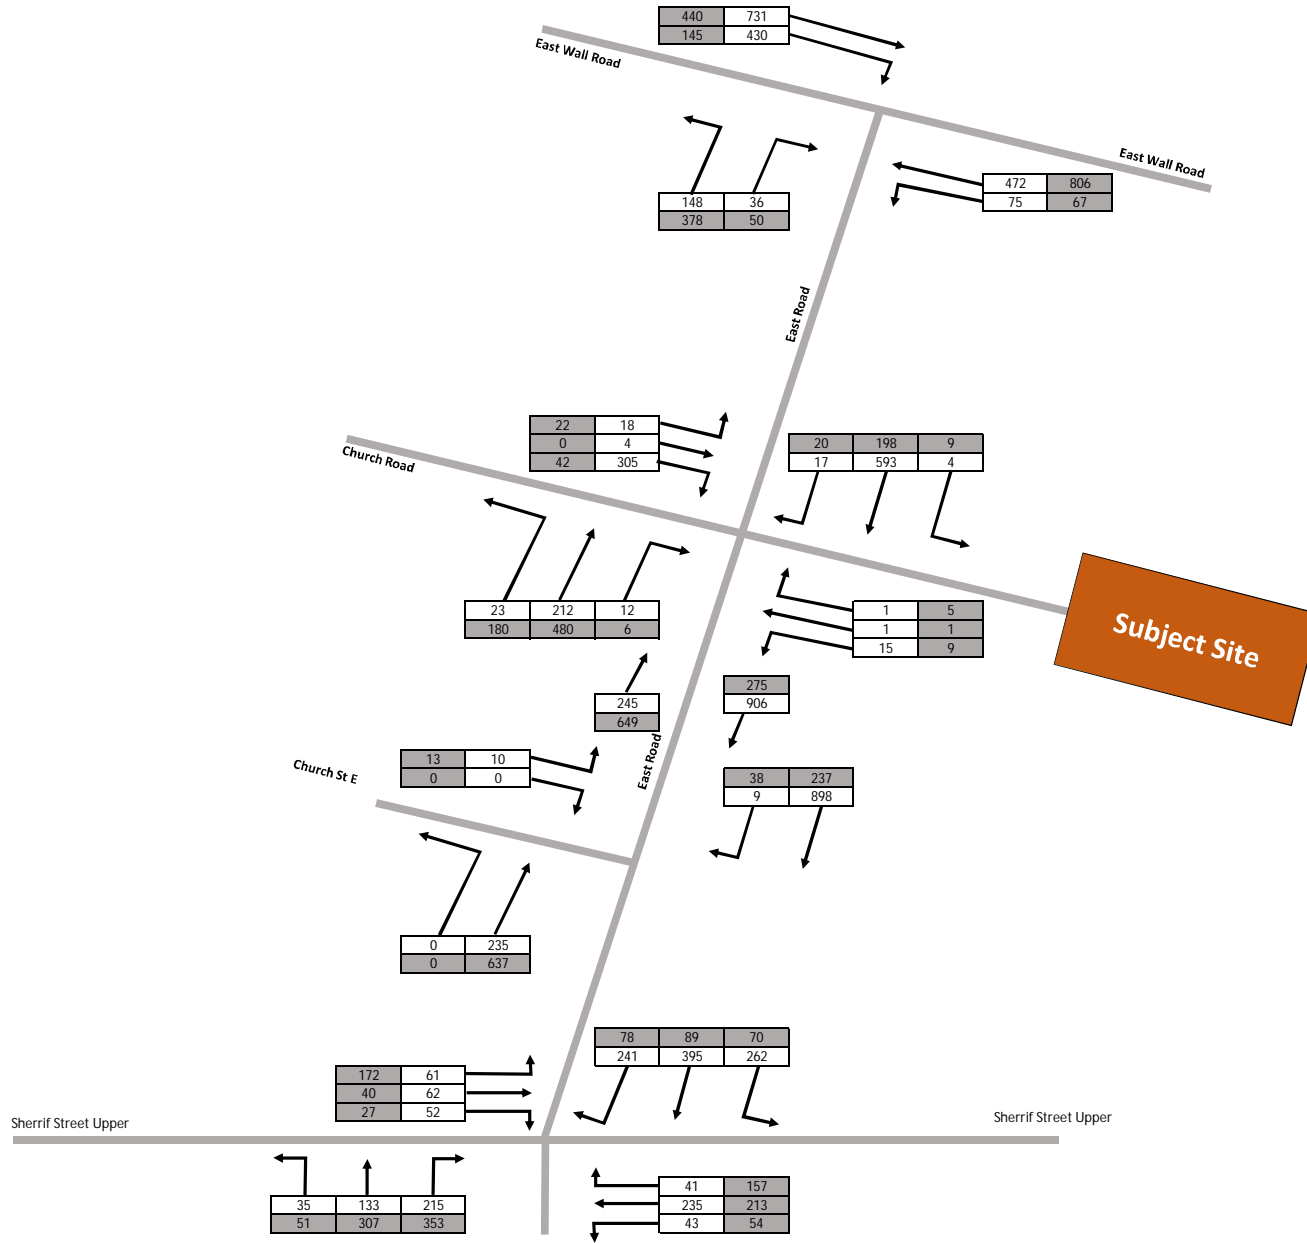 440 731
145 430
East Wall Road
East Wall Road
472 806
75 67
148 36
378 50
East Road
22 18
0 4
42 305
20 198 9
17 593 4
Church Road
23 212 12
180 480 6
1 5
1 1
15 9
Subject Site
275
906
245
649
East Road
13 10
0 0
Church St E
38 237
9 898
0 235
0 637
78 89 70
241 395 262
172 61
40 62
27 52
Sherrif Street Upper
Sherrif Street Upper
35 133 215
51 307 353
41 157
235 213
43 54